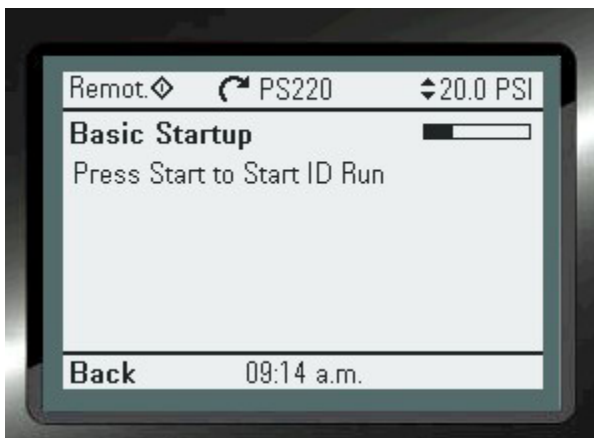 Remot. PS220 20.0 PSI
Basic Startup
Press Start to Start ID Run
Back 09:14 a.m.